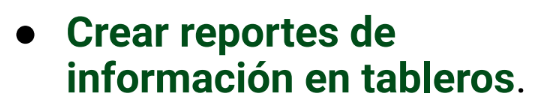 ● Crear reportes de
información en tableros.